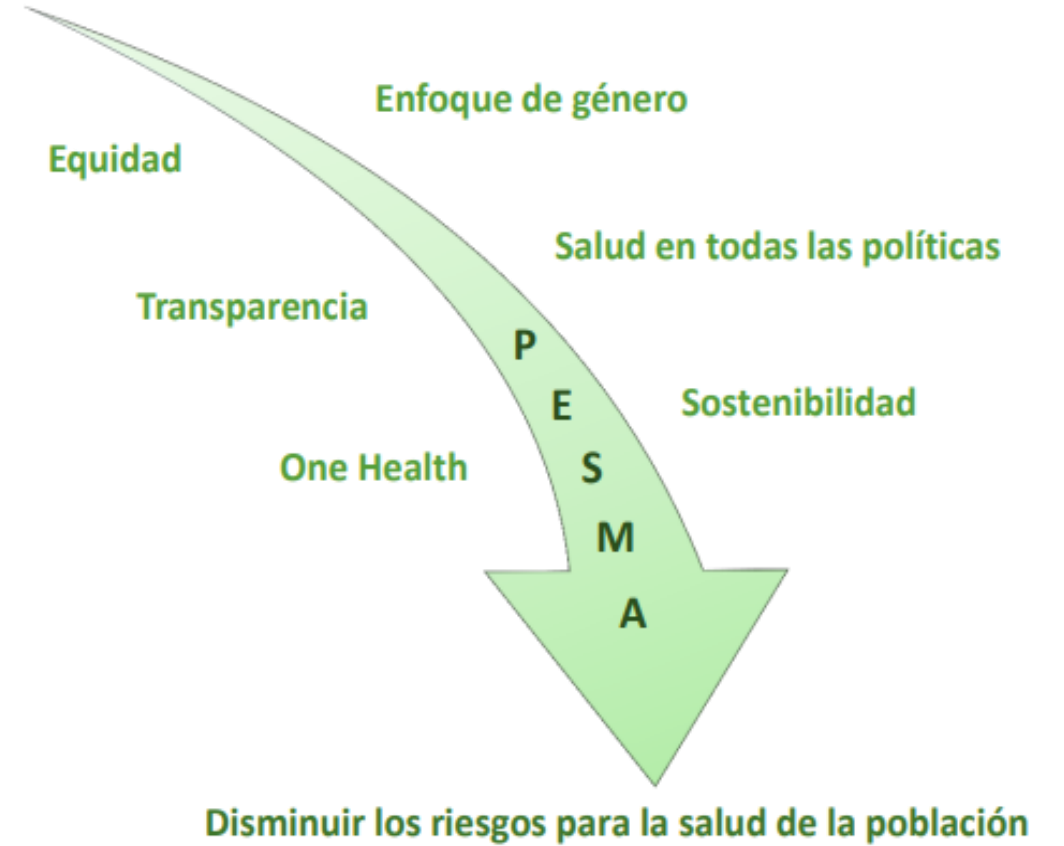 Enfoque de género
Equidad
Salud en todas las políticas
Transparencia
P
E
S
M
A
Sostenibilidad
One Health
Disminuir los riesgos para la salud de la población